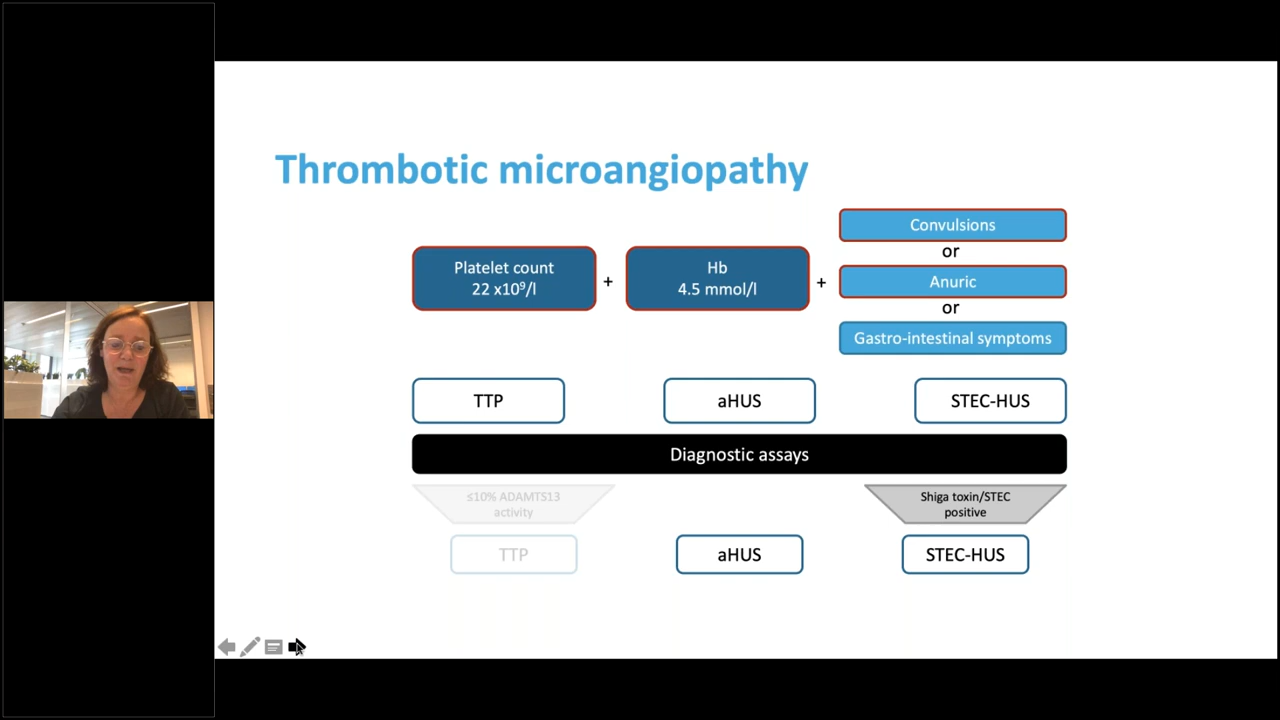 Thrombotic microangiopathy
Platelet count
22 x10⁹/l
+
Hb
4.5 mmol/l
+
Convulsions
or
Anuric
or
Gastro-intestinal symptoms
TTP
aHUS
STEC-HUS
Diagnostic assays
≤10% ADAMTS13
activity
Shiga toxin/STEC
positive
TTP
aHUS
STEC-HUS